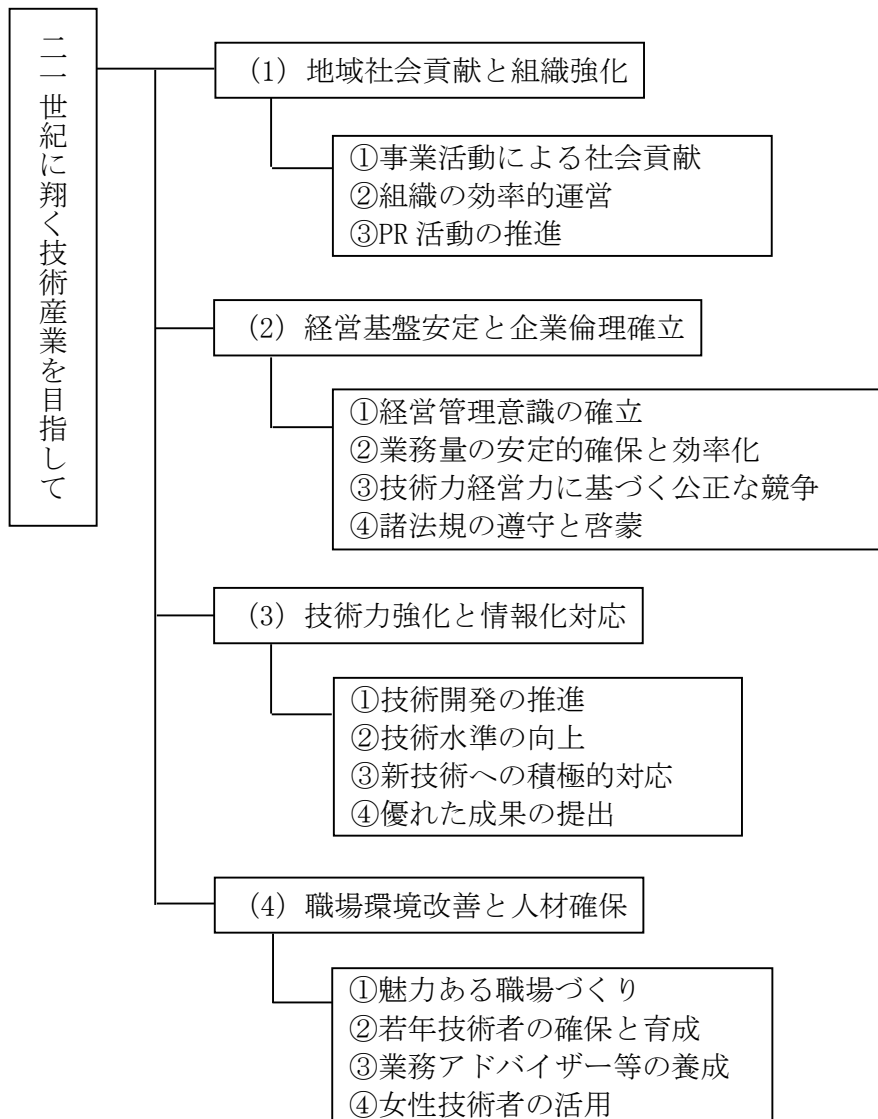 二一世紀に翔く技術産業を目指して
(1) 地域社会貢献と組織強化
①事業活動による社会貢献
②組織の効率的運営
③PR 活動の推進
(2) 経営基盤安定と企業倫理確立
①経営管理意識の確立
②業務量の安定的確保と効率化
③技術力経営力に基づく公正な競争
④諸法規の遵守と啓蒙
(3) 技術力強化と情報化対応
①技術開発の推進
②技術水準の向上
③新技術への積極的対応
④優れた成果の提出
(4) 職場環境改善と人材確保
①魅力ある職場づくり
②若年技術者の確保と育成
③業務アドバイザー等の養成
④女性技術者の活用